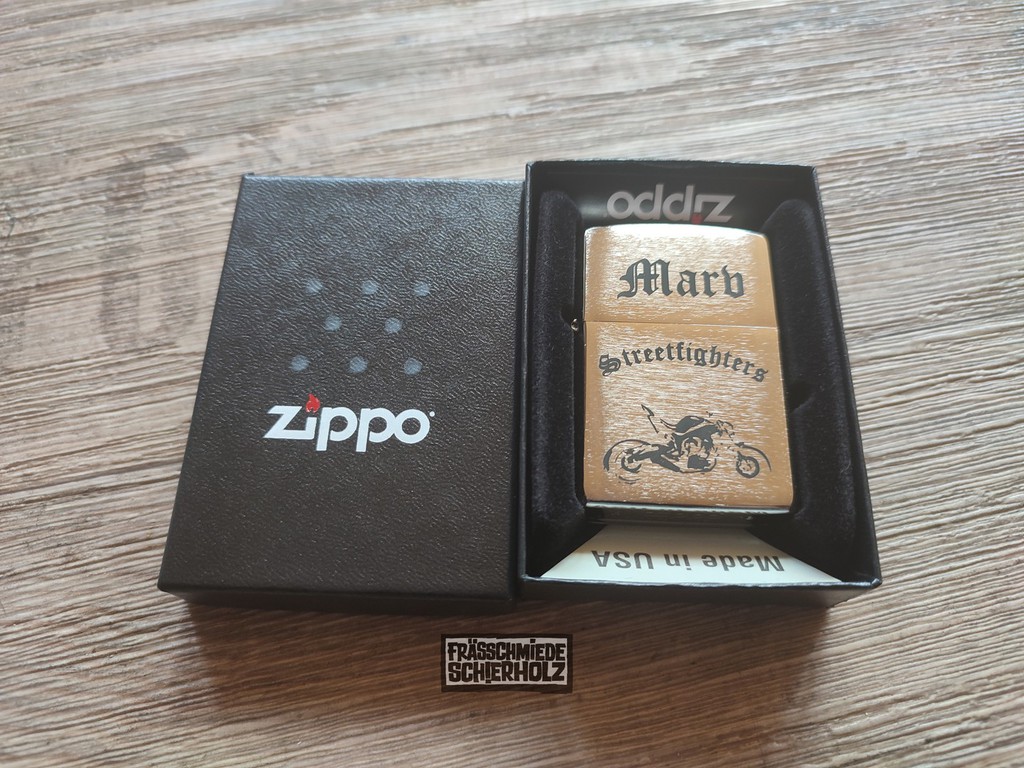 zippo
zippo
Marv
Streetfighters
Made in USA
FRÄSSCHMIEDE
SCHIERHOLZ